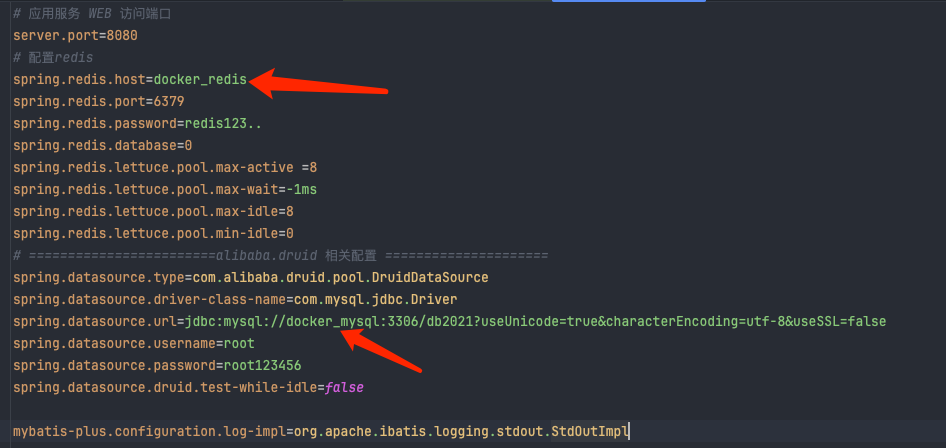 # 应用服务 WEB 访问端口
server.port=8080
# 配置redis
spring.redis.host=docker_redis
spring.redis.port=6379
spring.redis.password=redis123..
spring.redis.database=0
spring.redis.lettuce.pool.max-active =8
spring.redis.lettuce.pool.max-wait=-1ms
spring.redis.lettuce.pool.max-idle=8
spring.redis.lettuce.pool.min-idle=0
# ========================alibaba.druid 相关配置 =====================
spring.datasource.type=com.alibaba.druid.pool.DruidDataSource
spring.datasource.driver-class-name=com.mysql.jdbc.Driver
spring.datasource.url=jdbc:mysql://docker_mysql:3306/db2021?useUnicode=true&characterEncoding=utf-8&useSSL=false
spring.datasource.username=root
spring.datasource.password=root123456
spring.datasource.druid.test-while-idle=false
mybatis-plus.configuration.log-impl=org.apache.ibatis.logging.stdout.StdOutImpl